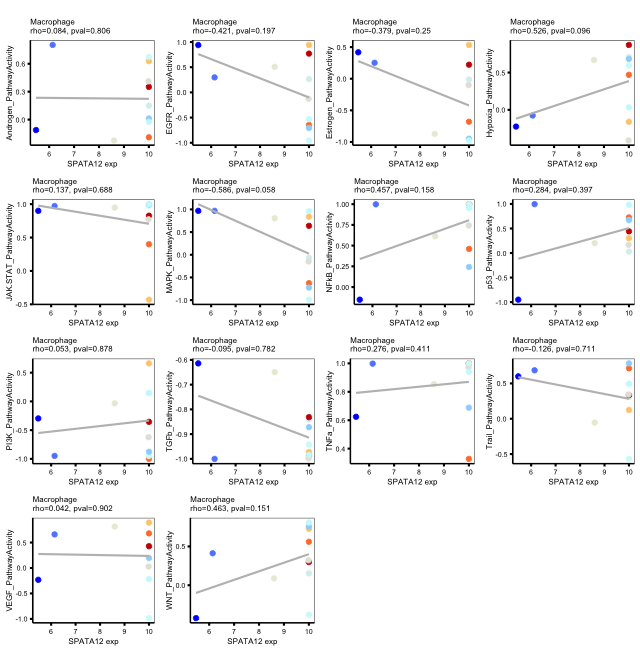 Macrophage
rho=0.084, pval=0.806
Androgen_PathwayActivity
0.6
0.3
0.0
6 7 8 9 10
SPATA12 exp
Macrophage
rho=-0.421, pval=0.197
EGFR_PathwayActivity
1.0
0.5
0.0
-0.5
-1.0
6 7 8 9 10
SPATA12 exp
Macrophage
rho=-0.379, pval=0.25
Estrogen_PathwayActivity
0.5
0.0
-0.5
-1.0
6 7 8 9 10
SPATA12 exp
Macrophage
rho=0.526, pval=0.096
Hypoxia_PathwayActivity
0.5
0.0
6 7 8 9 10
SPATA12 exp
Macrophage
rho=0.137, pval=0.688
JAK.STAT_PathwayActivity
1.0
0.5
0.0
-0.5
6 7 8 9 10
SPATA12 exp
Macrophage
rho=-0.586, pval=0.058
MAPK_PathwayActivity
1.0
0.5
0.0
-0.5
-1.0
6 7 8 9 10
SPATA12 exp
Macrophage
rho=0.457, pval=0.158
NFkB_PathwayActivity
1.00
0.75
0.50
0.25
0.00
6 7 8 9 10
SPATA12 exp
Macrophage
rho=0.284, pval=0.397
p53_PathwayActivity
1.0
0.5
0.0
-0.5
-1.0
6 7 8 9 10
SPATA12 exp
Macrophage
rho=0.053, pval=0.878
PI3K_PathwayActivity
0.5
0.0
-0.5
-1.0
6 7 8 9 10
SPATA12 exp
Macrophage
rho=-0.095, pval=0.782
TGFb_PathwayActivity
-0.6
-0.7
-0.8
-0.9
-1.0
6 7 8 9 10
SPATA12 exp
Macrophage
rho=0.276, pval=0.411
TNFa_PathwayActivity
1.0
0.8
0.6
0.4
6 7 8 9 10
SPATA12 exp
Macrophage
rho=-0.126, pval=0.711
Trail_PathwayActivity
0.5
0.0
-0.5
6 7 8 9 10
SPATA12 exp
Macrophage
rho=0.042, pval=0.902
VEGF_PathwayActivity
0.5
0.0
-0.5
-1.0
6 7 8 9 10
SPATA12 exp
Macrophage
rho=0.463, pval=0.151
WNT_PathwayActivity
0.5
0.0
6 7 8 9 10
SPATA12 exp